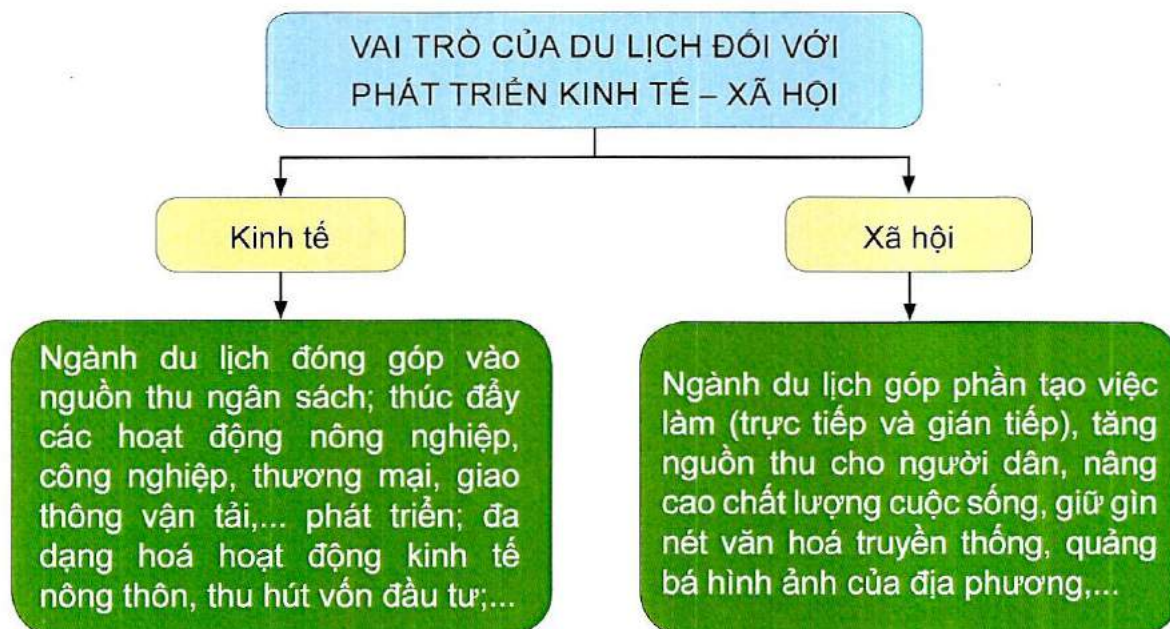 VAI TRÒ CỦA DU LỊCH ĐỐI VỚI
PHÁT TRIỂN KINH TẾ – XÃ HỘI
Kinh tế
Xã hội
Ngành du lịch đóng góp vào
nguồn thu ngân sách; thúc đẩy
các hoạt động nông nghiệp,
công nghiệp, thương mại, giao
thông vận tải,... phát triển; đa
dạng hoá hoạt động kinh tế
nông thôn, thu hút vốn đầu tư;...
Ngành du lịch góp phần tạo việc
làm (trực tiếp và gián tiếp), tăng
nguồn thu cho người dân, nâng
cao chất lượng cuộc sống, giữ gìn
nét văn hoá truyền thống, quảng
bá hình ảnh của địa phương,...